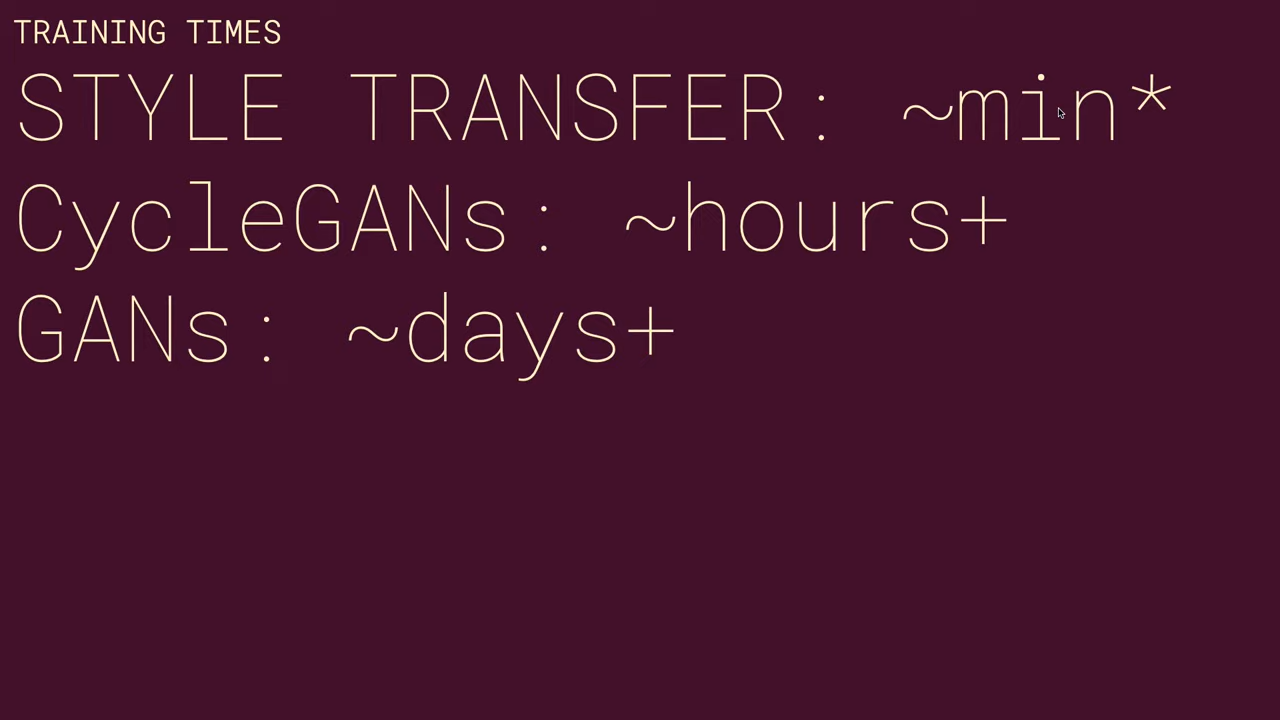 TRAINING TIMES
STYLE TRANSFER: ~min*
CycleGANs: ~hours+
GANs: ~days+